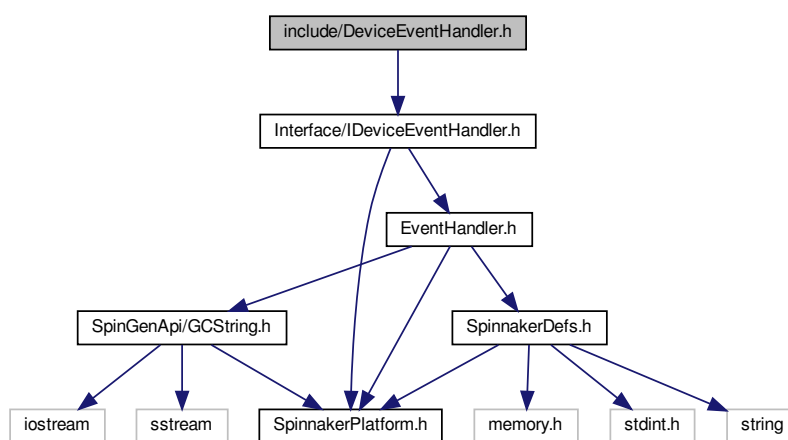 include/DeviceEventHandler.h
Interface/IDeviceEventHandler.h
EventHandler.h
SpinGenApi/GCString.h
SpinnakerDefs.h
iostream
sstream
SpinnakerPlatform.h
memory.h
stdint.h
string